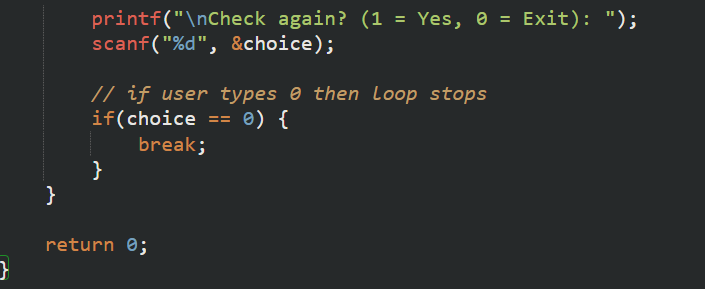 printf("\nCheck again? (1 = Yes, 0 = Exit): ");
scanf("%d", &choice);
// if user types 0 then loop stops
if(choice == 0) {
break;
}
}
return 0;
}